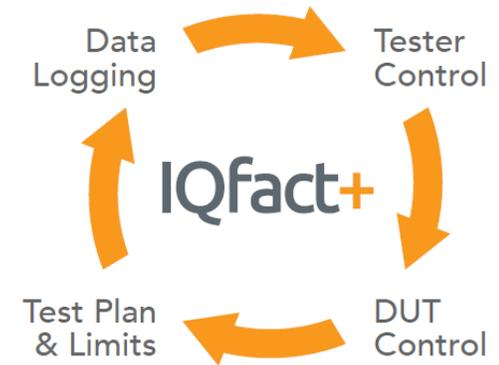 Data
Logging
Tester
Control
IQfact+
Test Plan
& Limits
DUT
Control